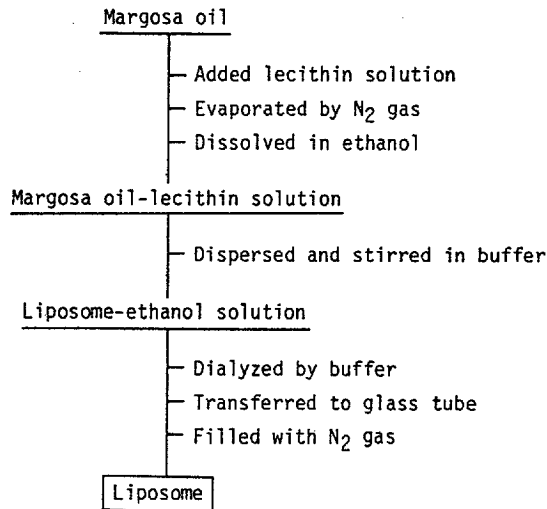 Margosa oil
Added lecithin solution
Evaporated by N₂ gas
Dissolved in ethanol
Margosa oil-lecithin solution
Dispersed and stirred in buffer
Liposome-ethanol solution
Dialyzed by buffer
Transferred to glass tube
Filled with N₂ gas
Liposome